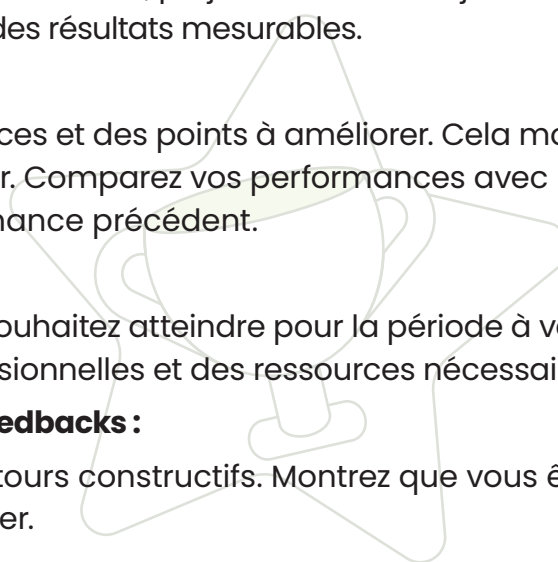 des résultats mesurables.
ces et des points à améliorer. Cela
r. Comparez vos performances avec
nance précédent.
ouhaitez atteindre pour la période à
sionnelles et des ressources nécessai
edbacks :
tours constructifs. Montrez que vous ê
er.